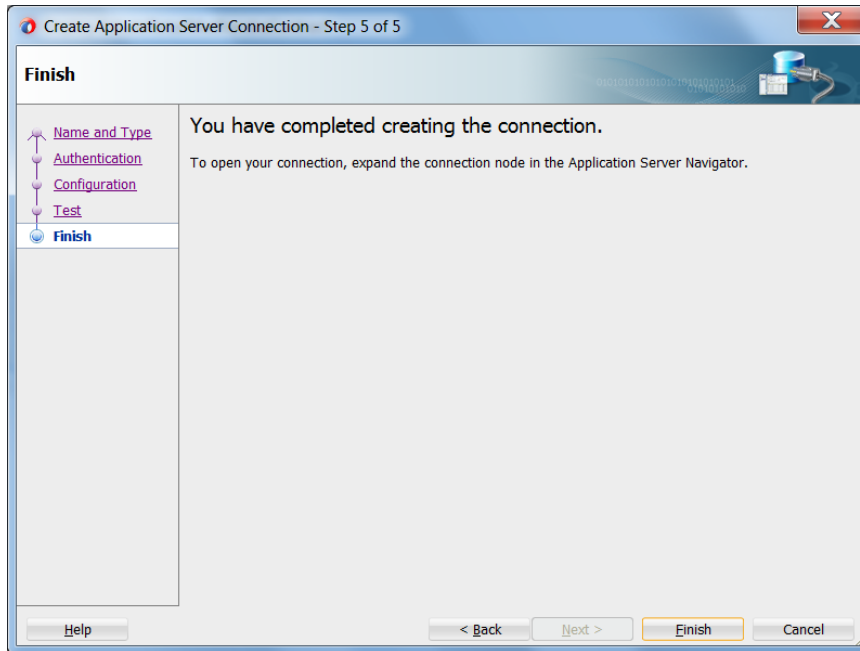 Create Application Server Connection - Step 5 of 5
Finish
Name and Type
Authentication
Configuration
Test
Finish
You have completed creating the connection.
To open your connection, expand the connection node in the Application Server Navigator.
Help
< Back
Next >
Finish
Cancel